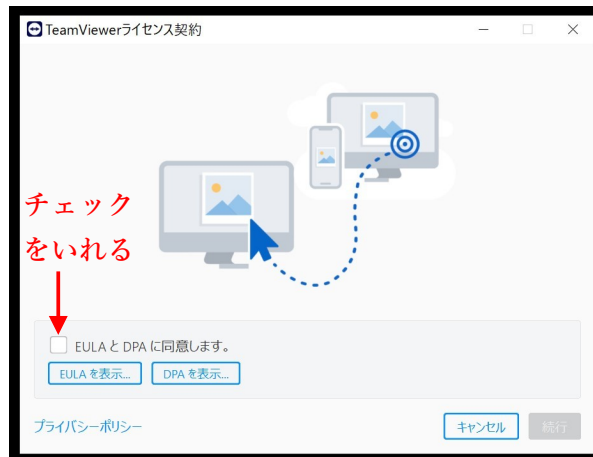 TeamViewerライセンス契約
チェック
をいれる
EULA と DPA に同意します。
EULA を表示...
DPA を表示...
プライバシーポリシー
キャンセル
続行